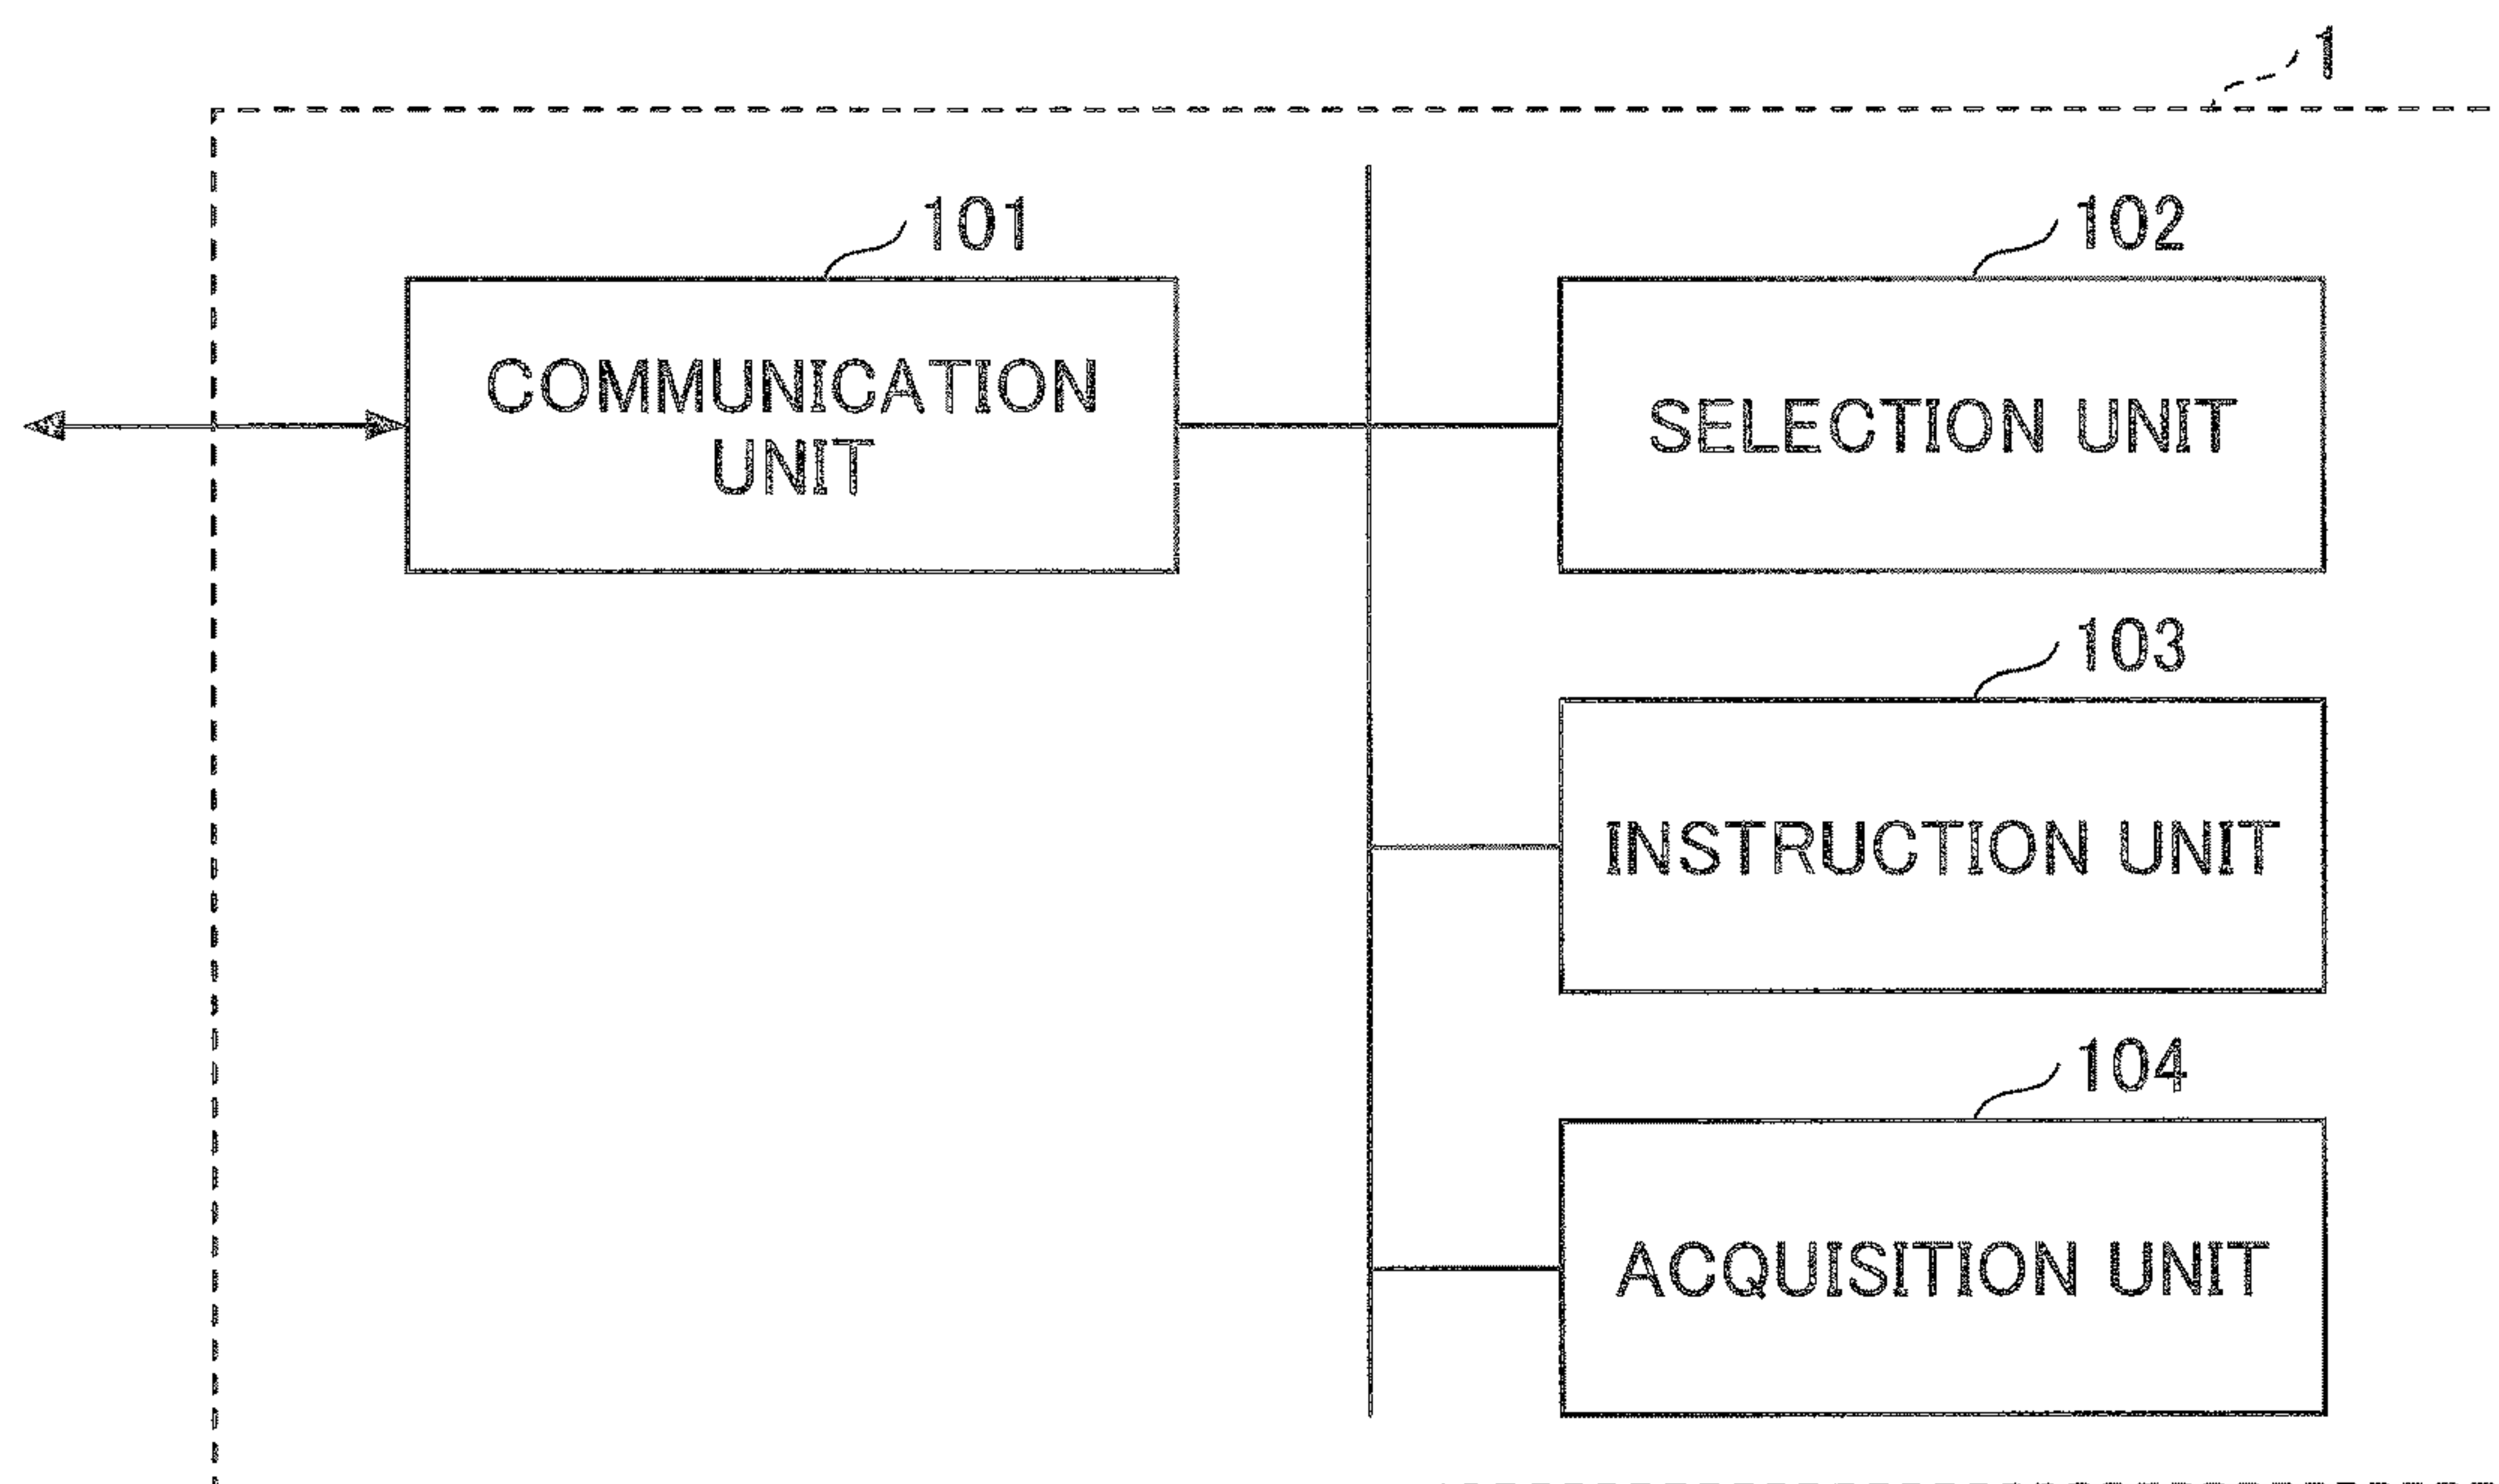 1
101
102
COMMUNICATION
UNIT
SELECTION UNIT
103
INSTRUCTION UNIT
104
ACQUISITION UNIT